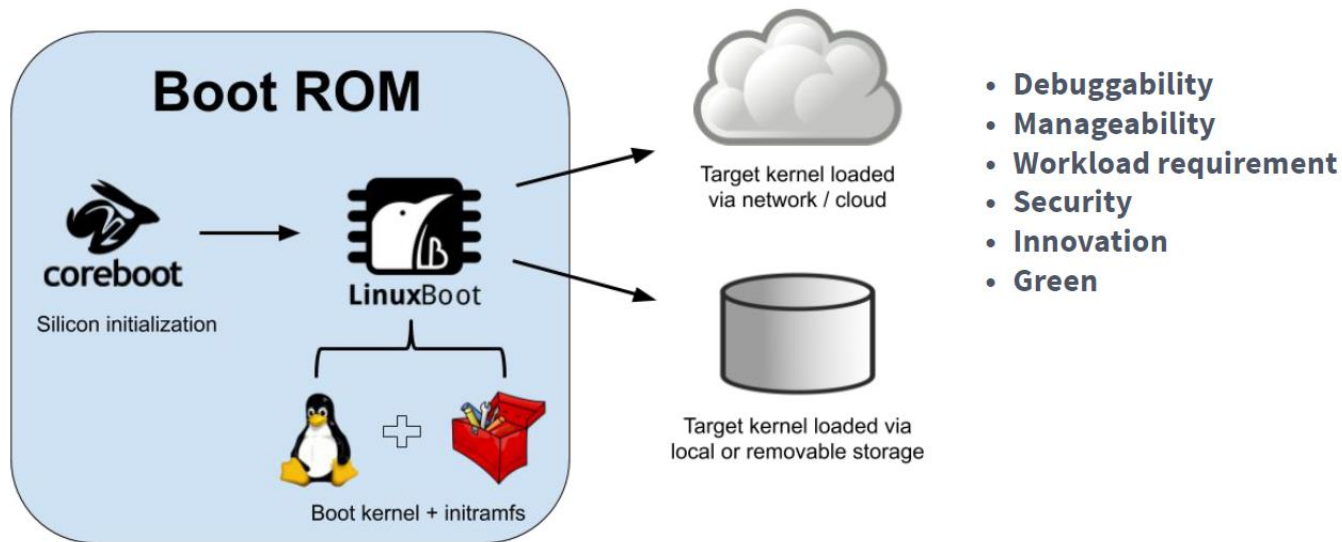 Boot ROM
coreboot
Silicon initialization
LB
LinuxBoot
Boot kernel + initramfs
Target kernel loaded
via network / cloud
Target kernel loaded via
local or removable storage
• Debuggability
• Manageability
• Workload requirement
• Security
• Innovation
• Green